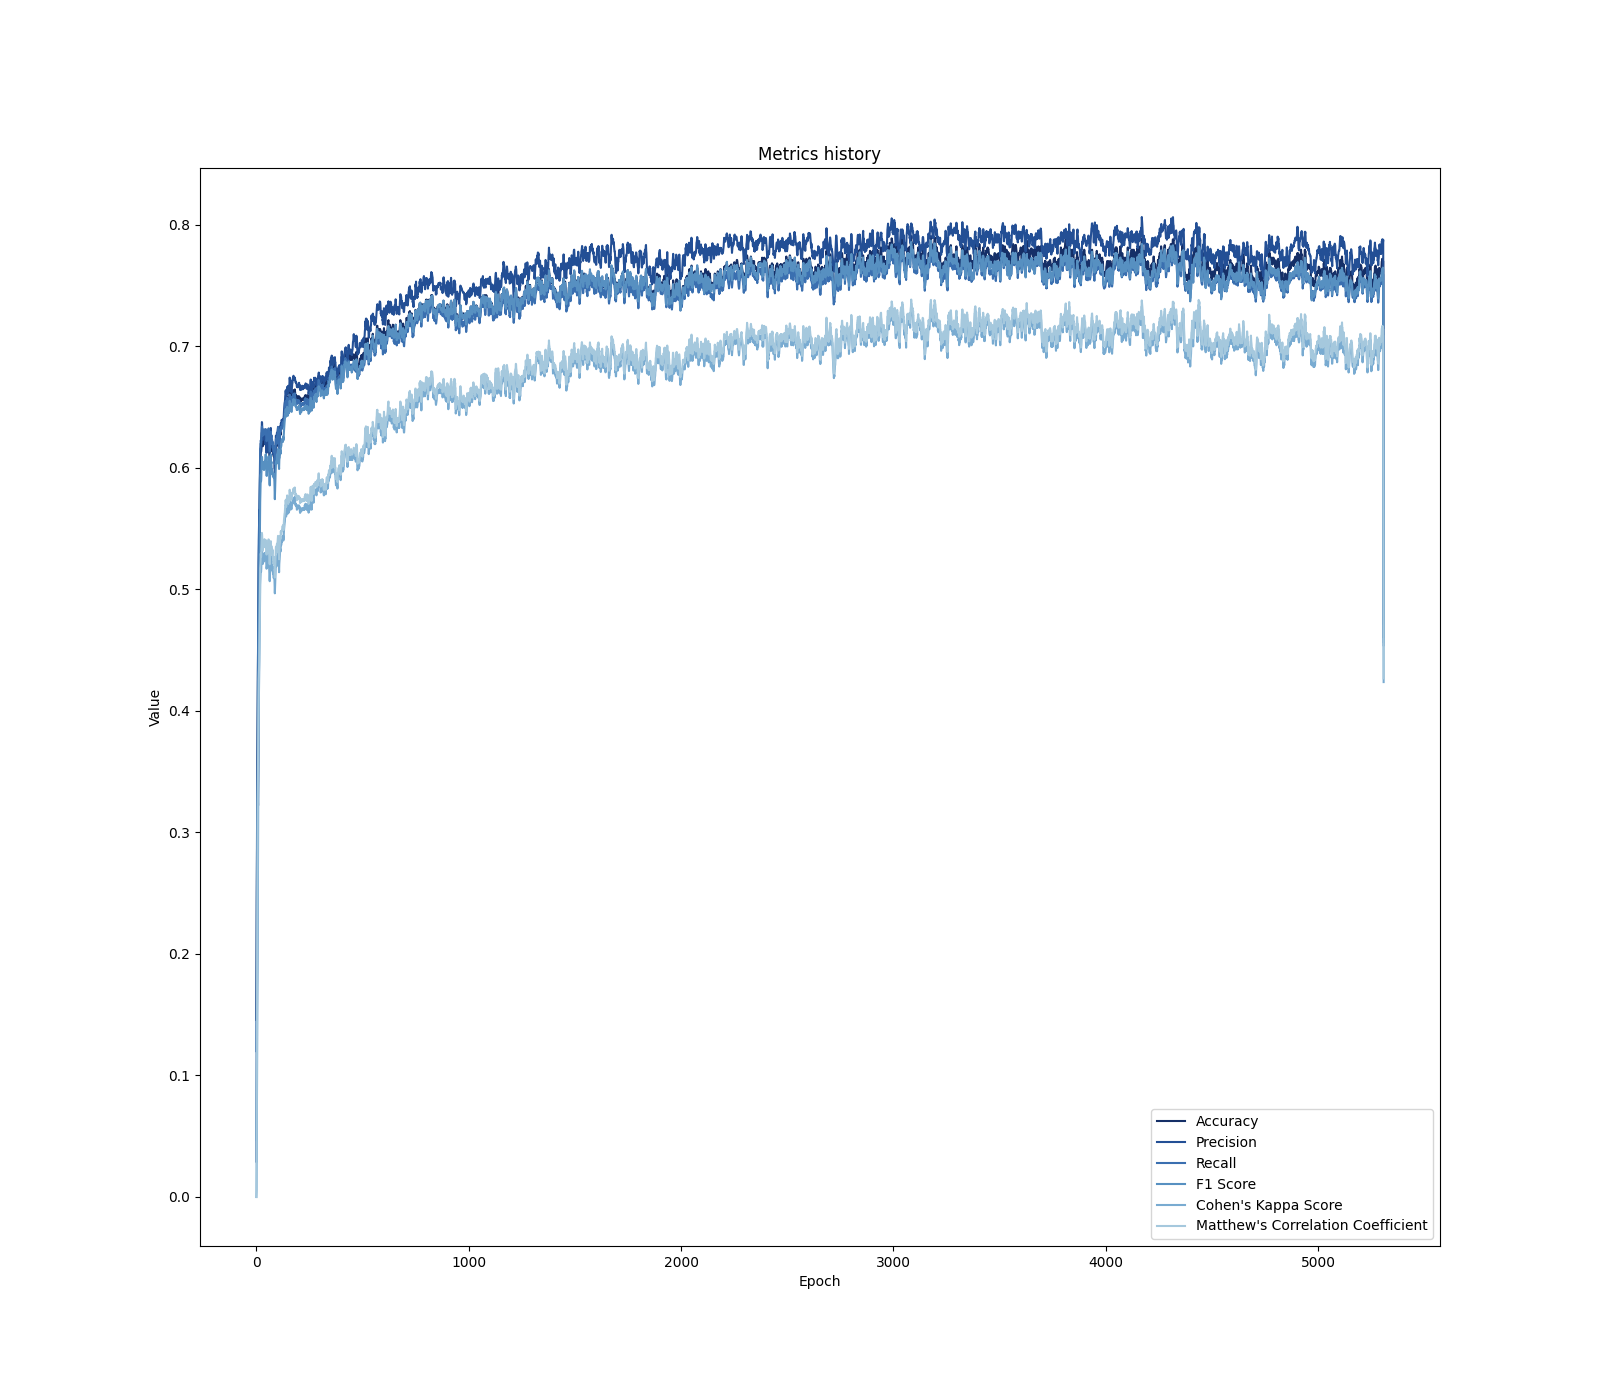 Metrics history
0.8
0.7
0.6
0.5
0.4
0.3
0.2
0.1
0.0
Value
0 1000 2000 3000 4000 5000
Epoch
Accuracy
Precision
Recall
F1 Score
Cohen's Kappa Score
Matthew's Correlation Coefficient